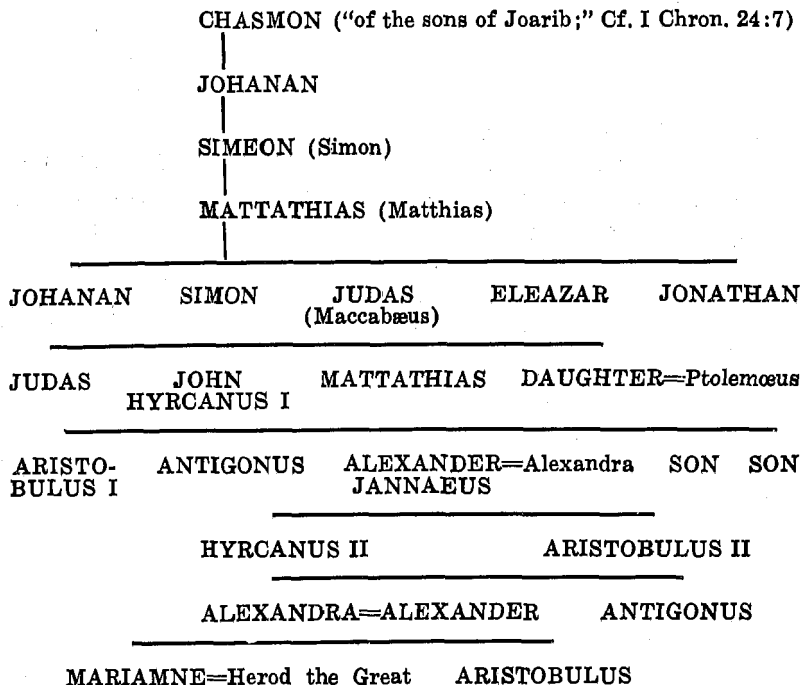 CHASMON ("of the sons of Joarib;" Cf. I Chron. 24:7)
JOHANAN
SIMEON (Simon)
MATTATHIAS (Matthias)
JOHANAN SIMON JUDAS ELEAZAR JONATHAN
(Maccabæus)
JUDAS JOHN MATTATHIAS DAUGHTER=Ptolemœus
HYRCANUS I
ARISTO- ANTIGONUS ALEXANDER=Alexandra SON SON
BULUS I JANNAEUS
HYRCANUS II ARISTOBULUS II
ALEXANDRA=ALEXANDER ANTIGONUS
MARIAMNE=Herod the Great ARISTOBULUS